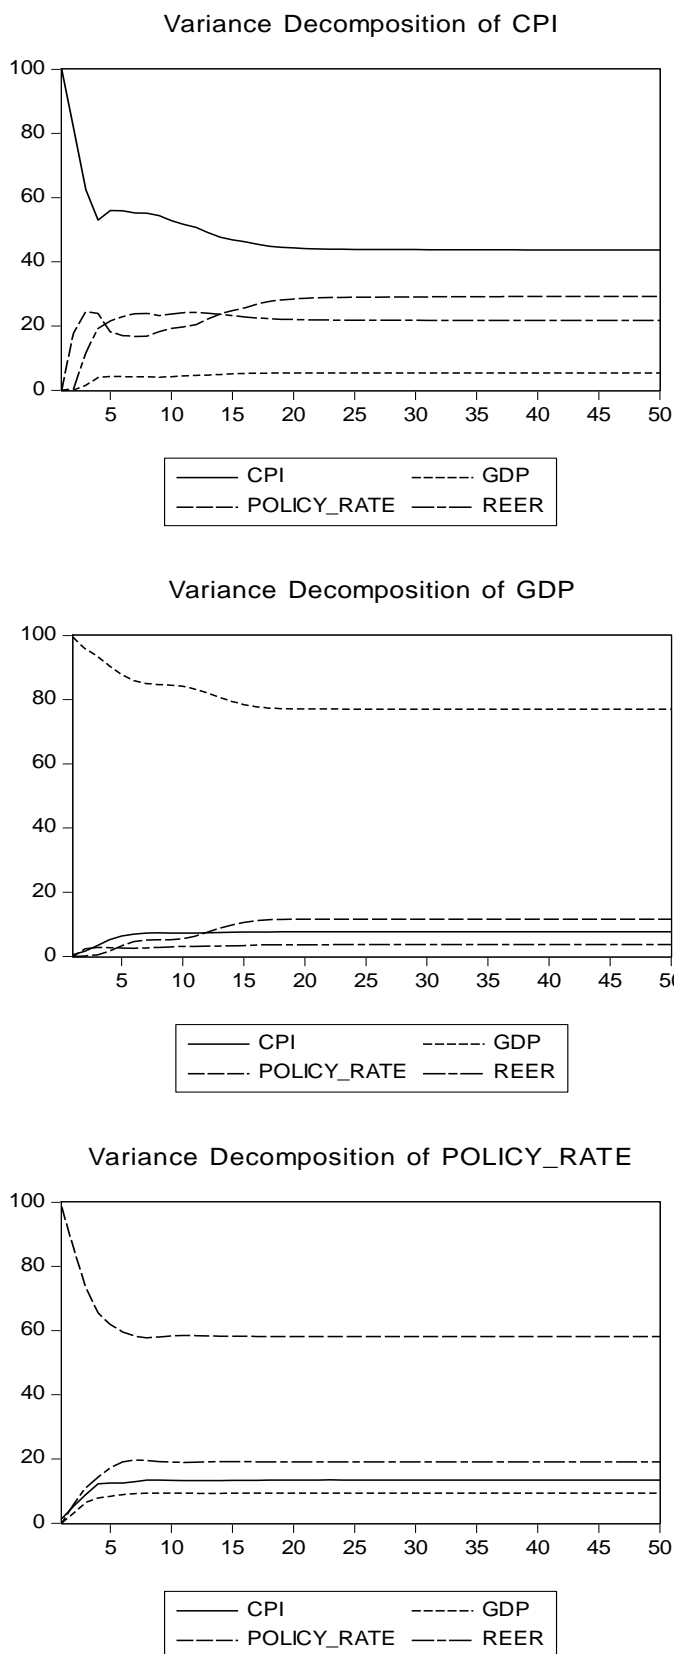 Variance Decomposition of CPI
100
80
60
40
20
0
5 10 15 20 25 30 35 40 45 50
CPI GDP
POLICY_RATE REER
Variance Decomposition of GDP
100
80
60
40
20
0
5 10 15 20 25 30 35 40 45 50
CPI GDP
POLICY_RATE REER
Variance Decomposition of POLICY_RATE
100
80
60
40
20
0
5 10 15 20 25 30 35 40 45 50
CPI GDP
POLICY_RATE REER